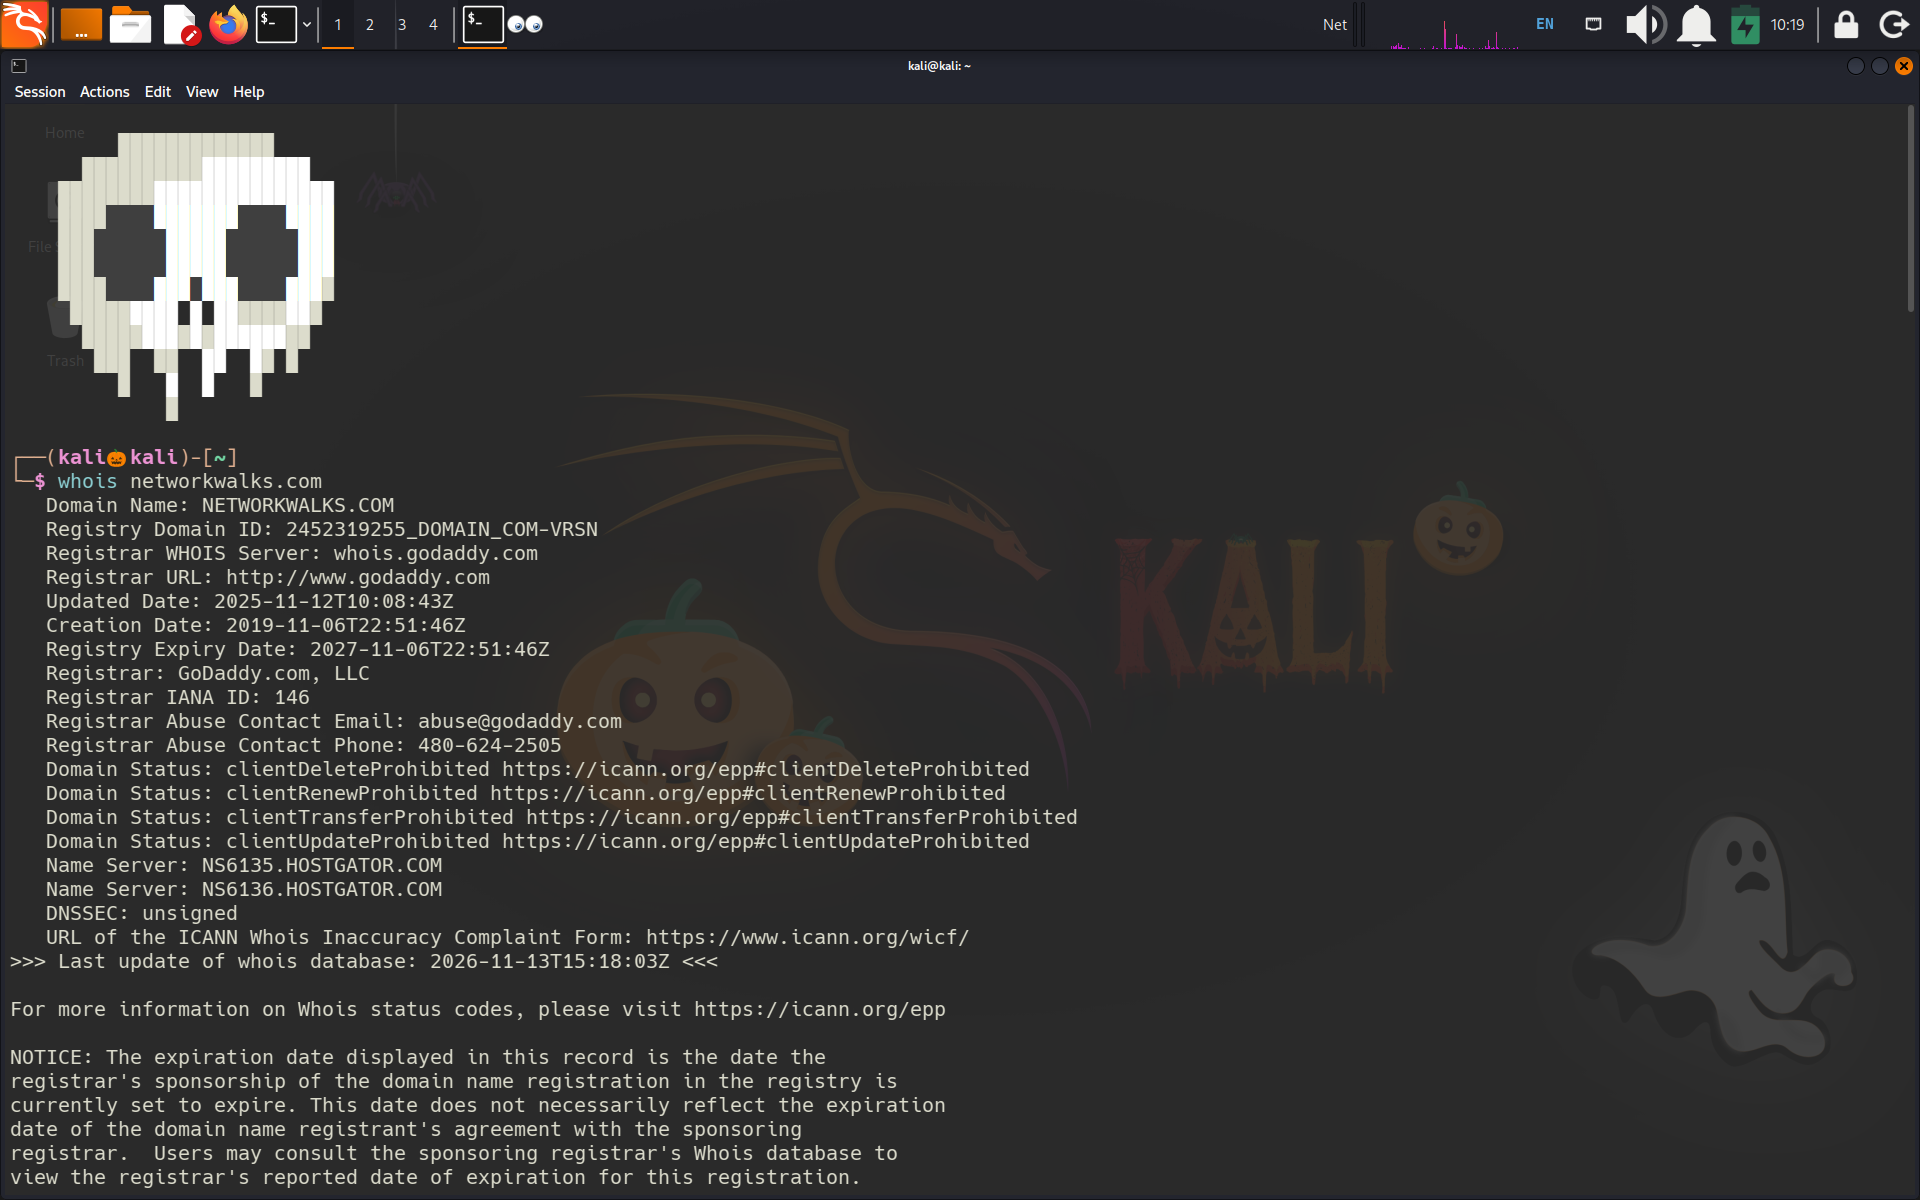 1 2 3 4 Net EN 10:19
kali@kali: ~
Session Actions Edit View Help
Home
File
Trash
KALI
(kali🎃kali)-[~]
$ whois networkwalks.com
Domain Name: NETWORKWALKS.COM
Registry Domain ID: 2452319255_DOMAIN_COM-VRSN
Registrar WHOIS Server: whois.godaddy.com
Registrar URL: http://www.godaddy.com
Updated Date: 2025-11-12T10:08:43Z
Creation Date: 2019-11-06T22:51:46Z
Registry Expiry Date: 2027-11-06T22:51:46Z
Registrar: GoDaddy.com, LLC
Registrar IANA ID: 146
Registrar Abuse Contact Email: abuse@godaddy.com
Registrar Abuse Contact Phone: 480-624-2505
Domain Status: clientDeleteProhibited https://icann.org/epp#clientDeleteProhibited
Domain Status: clientRenewProhibited https://icann.org/epp#clientRenewProhibited
Domain Status: clientTransferProhibited https://icann.org/epp#clientTransferProhibited
Domain Status: clientUpdateProhibited https://icann.org/epp#clientUpdateProhibited
Name Server: NS6135.HOSTGATOR.COM
Name Server: NS6136.HOSTGATOR.COM
DNSSEC: unsigned
URL of the ICANN Whois Inaccuracy Complaint Form: https://www.icann.org/wicf/
>>> Last update of whois database: 2026-11-13T15:18:03Z <<<
For more information on Whois status codes, please visit https://icann.org/epp
NOTICE: The expiration date displayed in this record is the date the
registrar's sponsorship of the domain name registration in the registry is
currently set to expire. This date does not necessarily reflect the expiration
date of the domain name registrant's agreement with the sponsoring
registrar.  Users may consult the sponsoring registrar's Whois database to
view the registrar's reported date of expiration for this registration.